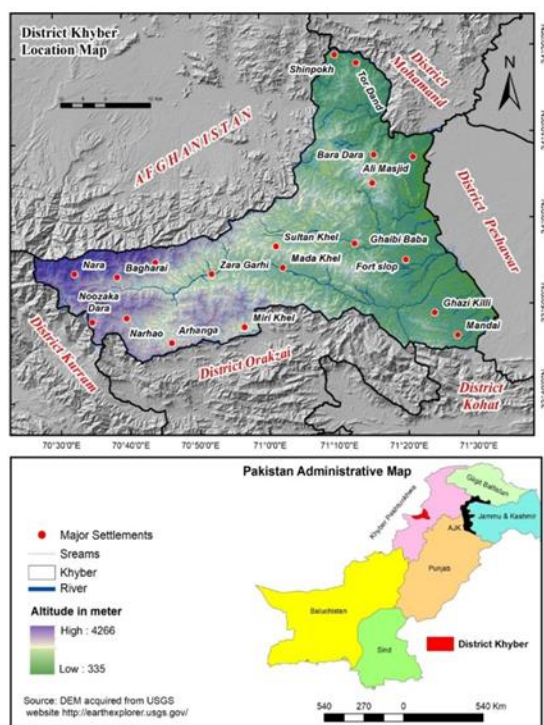 District Khyber
Location Map
N
AFGHANISTAN
District
Mohamand
District
Peshawar
District Kurram
District Orakzai
District
Kohat
Shinpokh
Tor Dand
Bara Dara
Ali Masjid
Sultan Khel
Ghaibi Baba
Nara
Bagharai
Zara Garhi
Mada Khel
Fort slop
Noozaka
Dara
Ghazi Killi
Narhao
Arhanga
Miri Khel
Mandai
70°30'0"E
70°40'0"E
70°50'0"E
71°0'0"E
71°10'0"E
71°20'0"E
71°30'0"E
Pakistan Administrative Map
Major Settlements
Sreams
Khyber
River
Altitude in meter
High : 4266
Low : 335
Source: DEM acquired from USGS
website http://earthexplorer.usgs.gov/
Gilgit Baltistan
AJK
Jammu & Kashmir
Punjab
Baluchistan
Sind
District Khyber
540 270 0 540 Km